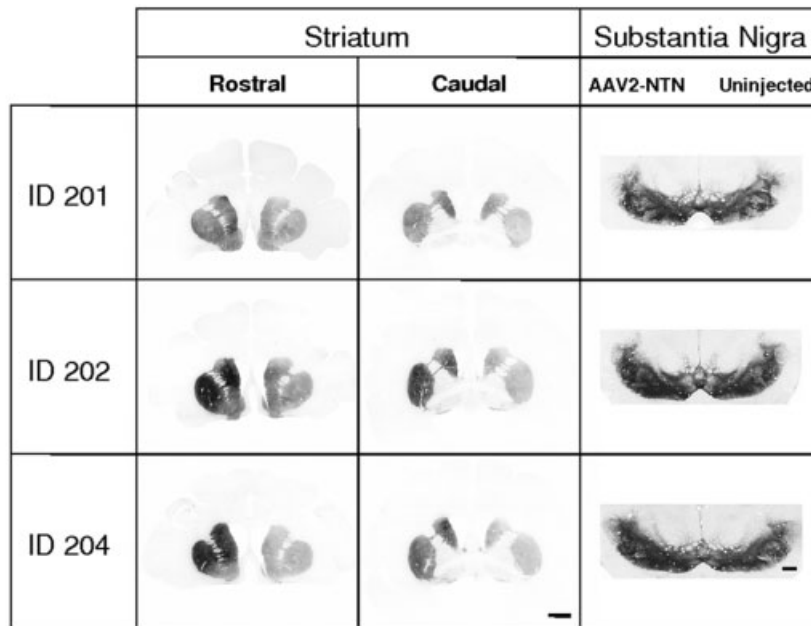 Striatum Substantia Nigra
Rostral Caudal AAV2-NTN Uninjected
ID 201
ID 202
ID 204